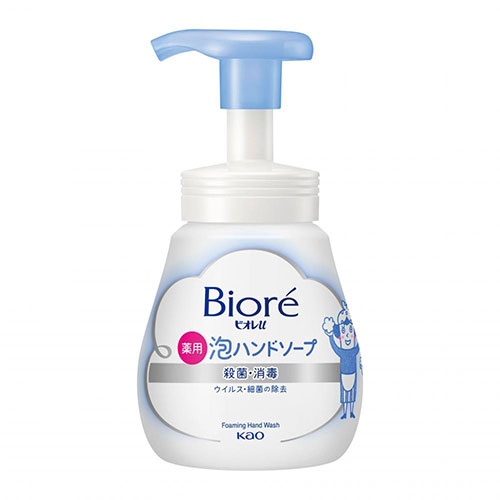 Bioré
ビオレu
薬用 泡ハンドソープ
殺菌・消毒
ウイルス・細菌の除去
Foaming Hand Wash
Kao